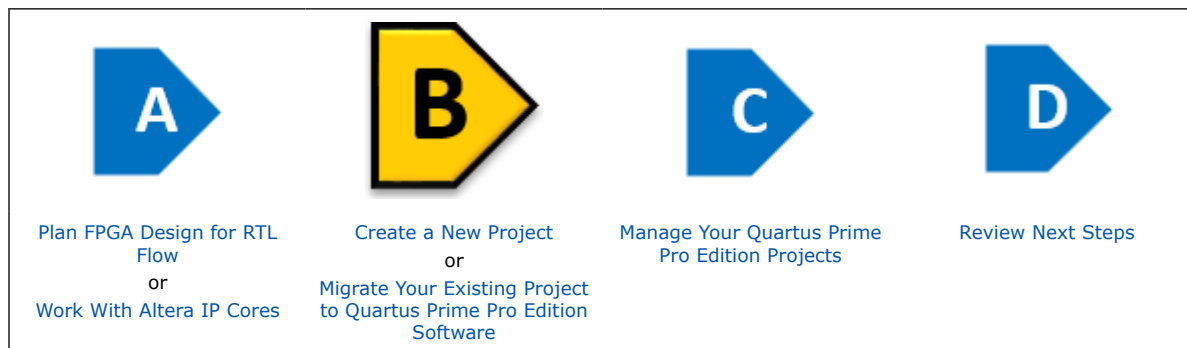 A
B
C
D
Plan FPGA Design for RTL
Flow
or
Work With Altera IP Cores
Create a New Project
or
Migrate Your Existing Project
to Quartus Prime Pro Edition
Software
Manage Your Quartus Prime
Pro Edition Projects
Review Next Steps